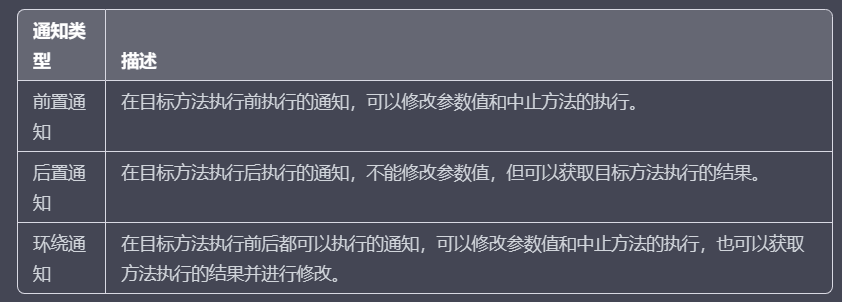 通知类
型
描述
前置通
知
在目标方法执行前执行的通知，可以修改参数值和中止方法的执行。
后置通
知
在目标方法执行后执行的通知，不能修改参数值，但可以获取目标方法执行的结果。
环绕通
知
在目标方法执行前后都可以执行的通知，可以修改参数值和中止方法的执行，也可以获取
方法执行的结果并进行修改。